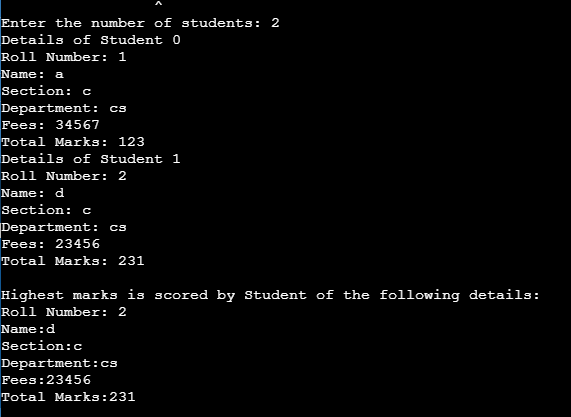 ^
Enter the number of students: 2
Details of Student 0
Roll Number: 1
Name: a
Section: c
Department: cs
Fees: 34567
Total Marks: 123
Details of Student 1
Roll Number: 2
Name: d
Section: c
Department: cs
Fees: 23456
Total Marks: 231
Highest marks is scored by Student of the following details:
Roll Number: 2
Name:d
Section:c
Department:cs
Fees:23456
Total Marks:231